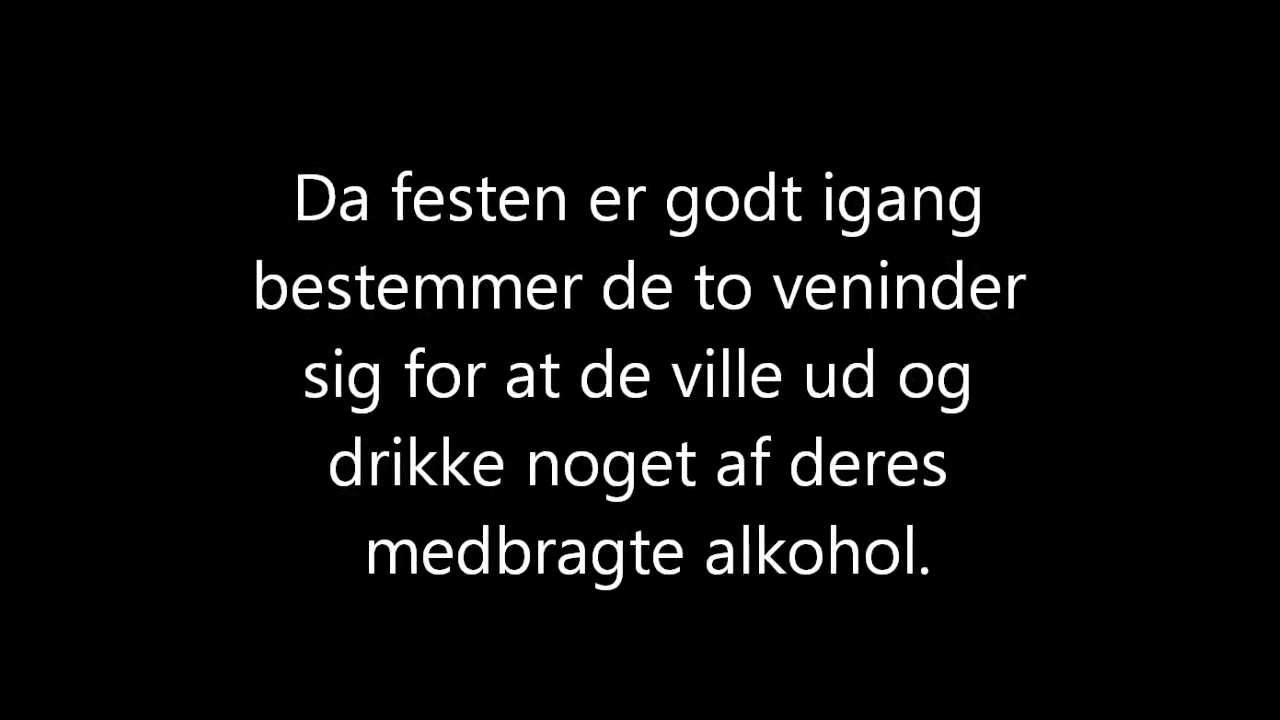 Da festen er godt igang
bestemmer de to veninder
sig for at de ville ud og
drikke noget af deres
medbragte alkohol.